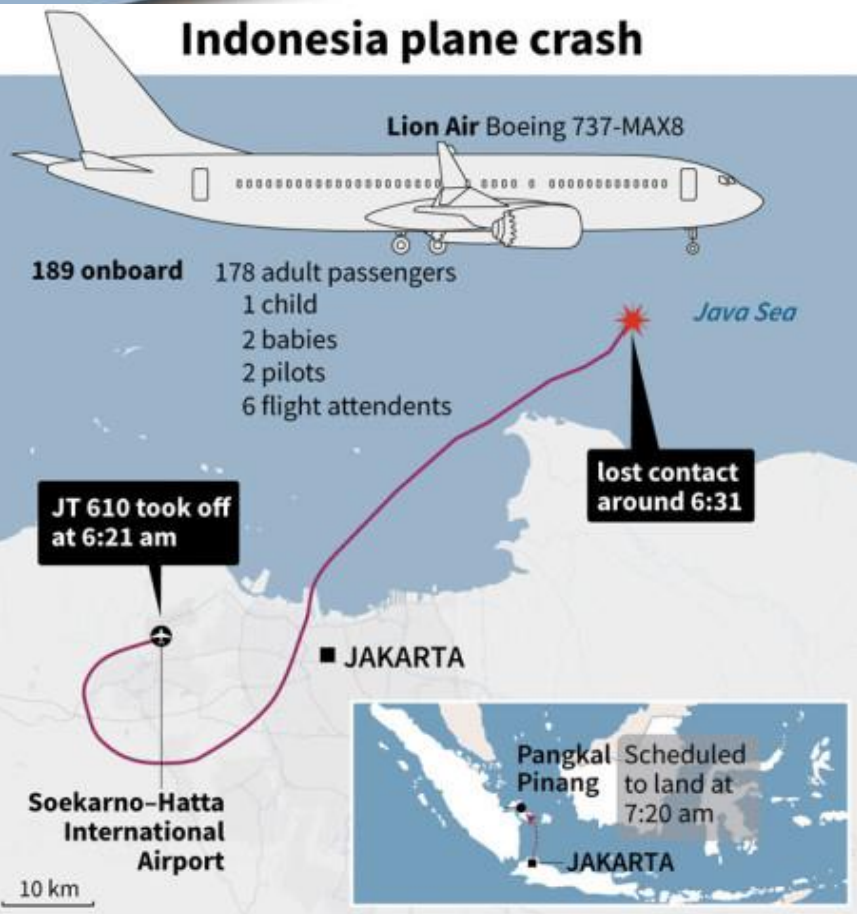 Indonesia plane crash
Lion Air Boeing 737-MAX8
189 onboard
178 adult passengers
1 child
2 babies
2 pilots
6 flight attendents
Java Sea
lost contact
around 6:31
JT 610 took off
at 6:21 am
JAKARTA
Soekarno–Hatta
International
Airport
10 km
Pangkal
Pinang
Scheduled
to land at
7:20 am
JAKARTA